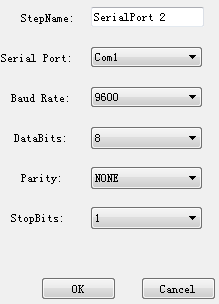 StepName: SerialPort 2
Serial Port: Com1
Baud Rate: 9600
DataBits: 8
Parity: NONE
StopBits: 1
OK Cancel